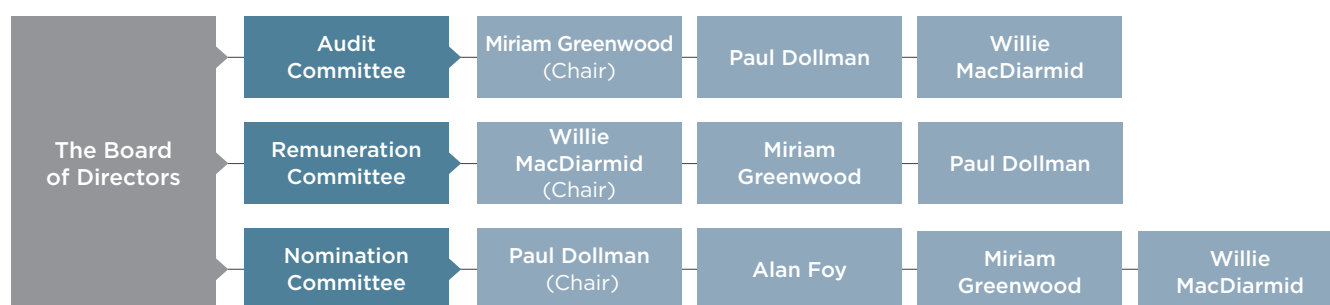 The Board
of Directors
Audit
Committee
Miriam Greenwood
(Chair)
Paul Dollman
Willie
MacDiarmid
Remuneration
Committee
Willie
MacDiarmid
(Chair)
Miriam
Greenwood
Paul Dollman
Nomination
Committee
Paul Dollman
(Chair)
Alan Foy
Miriam
Greenwood
Willie
MacDiarmid